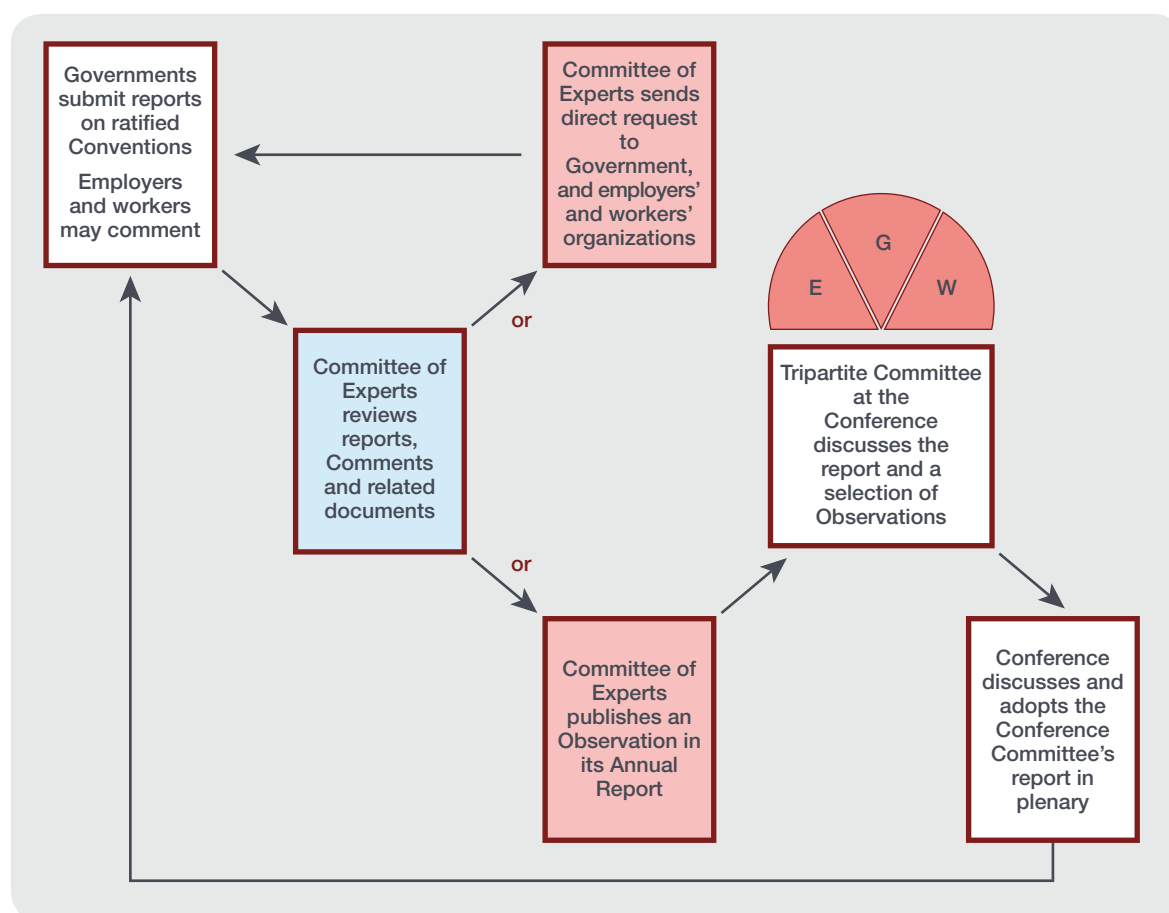 Governments
submit reports
on ratified
Conventions
Employers
and workers
may comment
Committee of
Experts sends
direct request
to
Government,
and employers’
and workers’
organizations
or
Committee of
Experts
reviews
reports,
Comments
and related
documents
or
Committee of
Experts
publishes an
Observation in
its Annual
Report
E
G
W
Tripartite Committee
at the
Conference
discusses the
report and a
selection of
Observations
Conference
discusses and
adopts the
Conference
Committee’s
report in
plenary